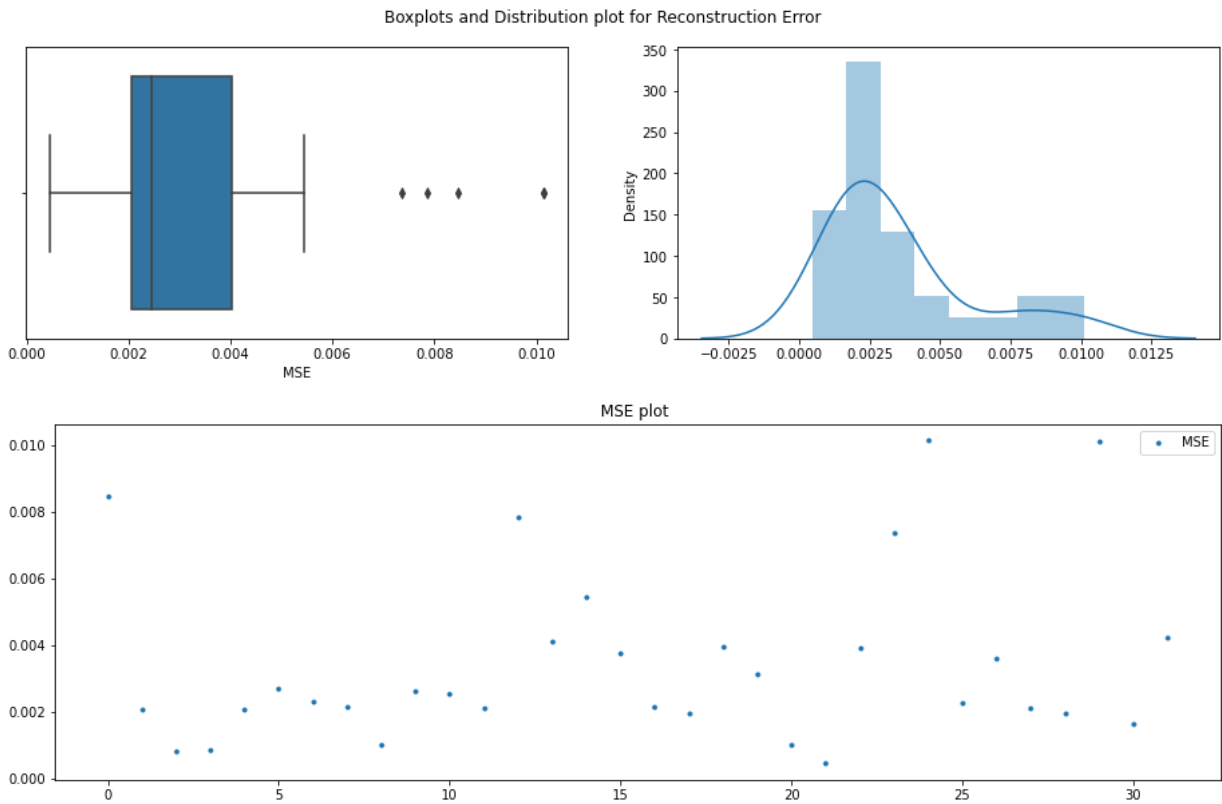 Boxplots and Distribution plot for Reconstruction Error
0.000 0.002 0.004 0.006 0.008 0.010
MSE
350
300
250
200
150
100
50
0
Density
−0.0025 0.0000 0.0025 0.0050 0.0075 0.0100 0.0125
MSE plot
MSE
0.010
0.008
0.006
0.004
0.002
0.000
0 5 10 15 20 25 30